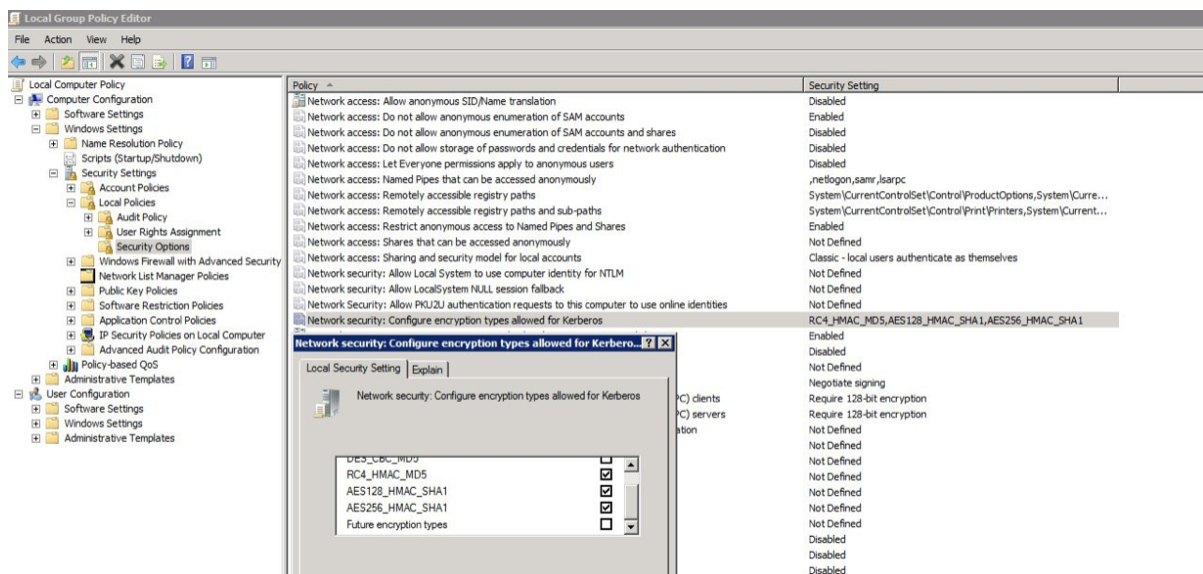 Local Group Policy Editor
File Action View Help
Local Computer Policy
Computer Configuration
Software Settings
Windows Settings
Name Resolution Policy
Scripts (Startup/Shutdown)
Security Settings
Account Policies
Local Policies
Audit Policy
User Rights Assignment
Security Options
Windows Firewall with Advanced Security
Network List Manager Policies
Public Key Policies
Software Restriction Policies
Application Control Policies
IP Security Policies on Local Computer
Advanced Audit Policy Configuration
Policy-based QoS
Administrative Templates
User Configuration
Software Settings
Windows Settings
Administrative Templates
Policy Security Setting
Network access: Allow anonymous SID/Name translation Disabled
Network access: Do not allow anonymous enumeration of SAM accounts Enabled
Network access: Do not allow anonymous enumeration of SAM accounts and shares Disabled
Network access: Do not allow storage of passwords and credentials for network authentication Disabled
Network access: Let Everyone permissions apply to anonymous users Disabled
Network access: Named Pipes that can be accessed anonymously ,netlogon,samr,lsarpc
Network access: Remotely accessible registry paths System\CurrentControlSet\Control\ProductOptions,System\Curre...
Network access: Remotely accessible registry paths and sub-paths System\CurrentControlSet\Control\Print\Printers,System\Current...
Network access: Restrict anonymous access to Named Pipes and Shares Enabled
Network access: Shares that can be accessed anonymously Not Defined
Network access: Sharing and security model for local accounts Classic - local users authenticate as themselves
Network security: Allow Local System to use computer identity for NTLM Not Defined
Network security: Allow LocalSystem NULL session fallback Not Defined
Network Security: Allow PKU2U authentication requests to this computer to use online identities Not Defined
Network security: Configure encryption types allowed for Kerberos RC4_HMAC_MD5,AES128_HMAC_SHA1,AES256_HMAC_SHA1
Enabled
Disabled
Not Defined
Negotiate signing
PC) clients Require 128-bit encryption
PC) servers Require 128-bit encryption
ation Not Defined
Not Defined
Not Defined
Not Defined
Not Defined
Not Defined
Not Defined
Disabled
Disabled
Disabled
Network security: Configure encryption types allowed for Kerbero... ? X
Local Security Setting Explain
Network security: Configure encryption types allowed for Kerberos
DES_CBC_MD5
RC4_HMAC_MD5
AES128_HMAC_SHA1
AES256_HMAC_SHA1
Future encryption types